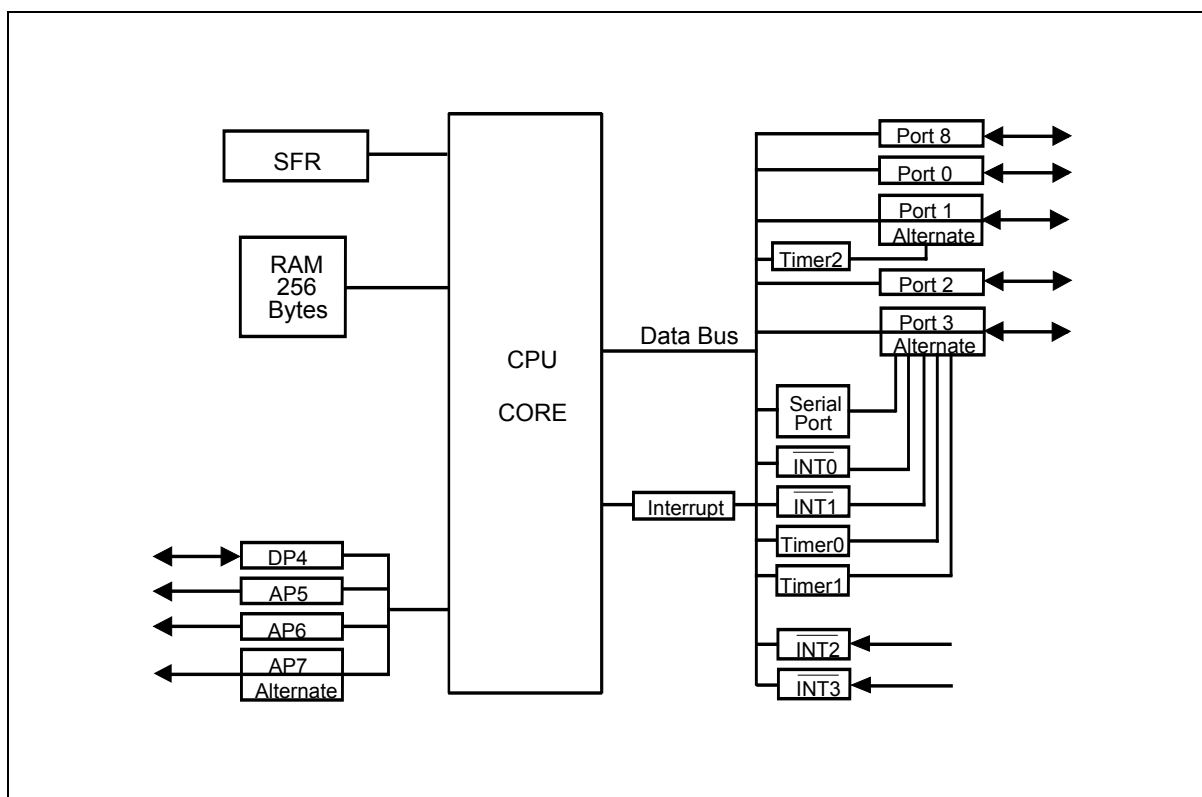 SFR
RAM
256
Bytes
CPU
CORE
DP4
AP5
AP6
AP7
Alternate
Data Bus
Interrupt
Port 8
Port 0
Port 1
Alternate
Timer2
Port 2
Port 3
Alternate
Serial
Port
INT0
INT1
Timer0
Timer1
INT2
INT3